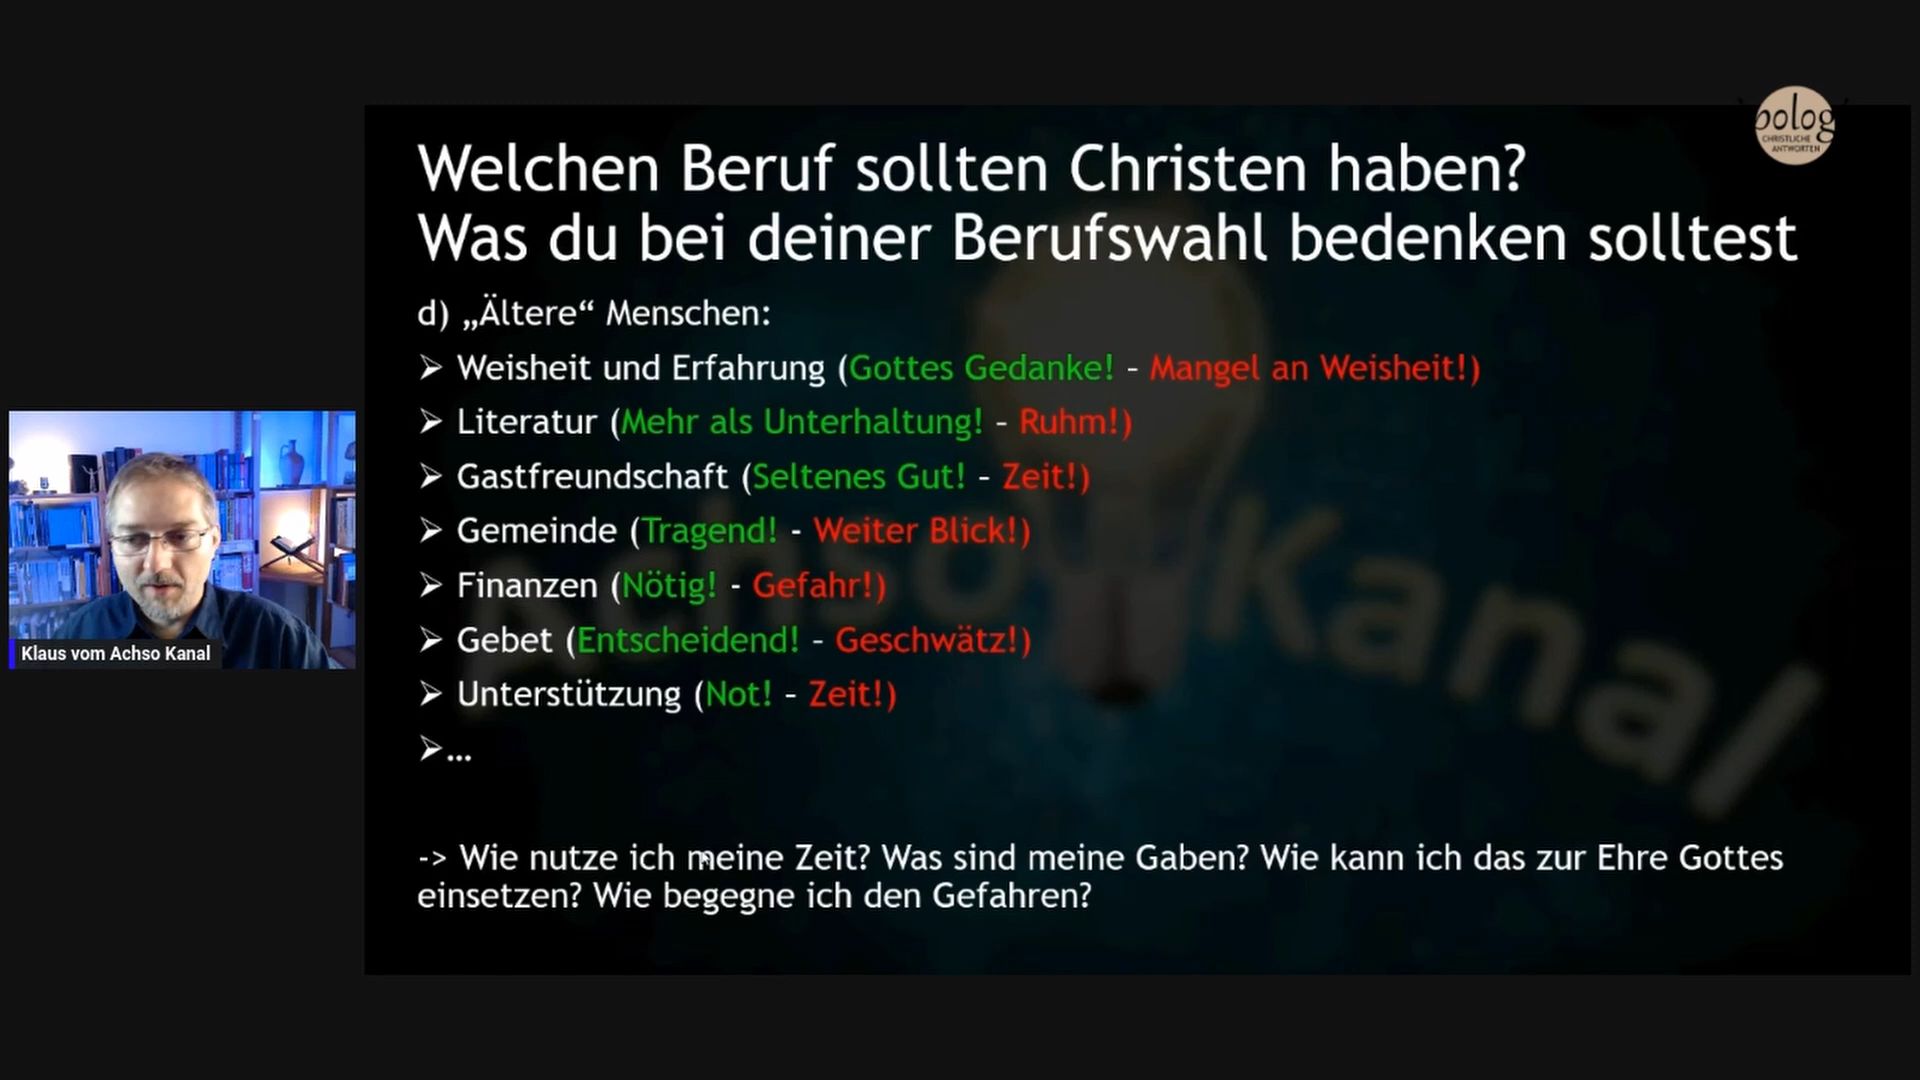 Welchen Beruf sollten Christen haben?
Was du bei deiner Berufswahl bedenken solltest
d) „Ältere“ Menschen:
➢ Weisheit und Erfahrung (Gottes Gedanke! – Mangel an Weisheit!)
➢ Literatur (Mehr als Unterhaltung! – Ruhm!)
➢ Gastfreundschaft (Seltenes Gut! – Zeit!)
➢ Gemeinde (Tragend! - Weiter Blick!)
➢ Finanzen (Nötig! - Gefahr!)
➢ Gebet (Entscheidend! – Geschwätz!)
➢ Unterstützung (Not! – Zeit!)
➢ …
-> Wie nutze ich meine Zeit? Was sind meine Gaben? Wie kann ich das zur Ehre Gottes
einsetzen? Wie begegne ich den Gefahren?
Klaus vom Achso Kanal
Achso Kanal
CHRISTLICHE
ANTWORTEN